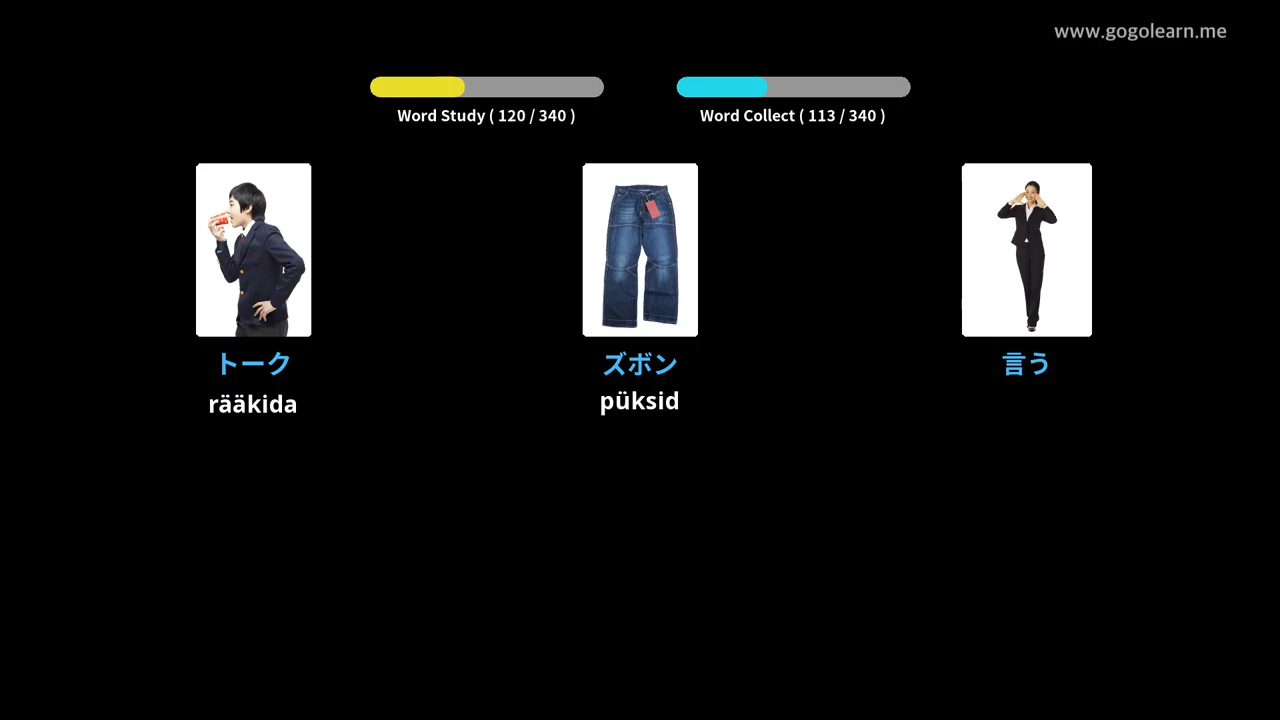 www.gogolearn.me
Word Study ( 120 / 340 )
Word Collect ( 113 / 340 )
トーク
ズボン
言う
rääkida
püksid